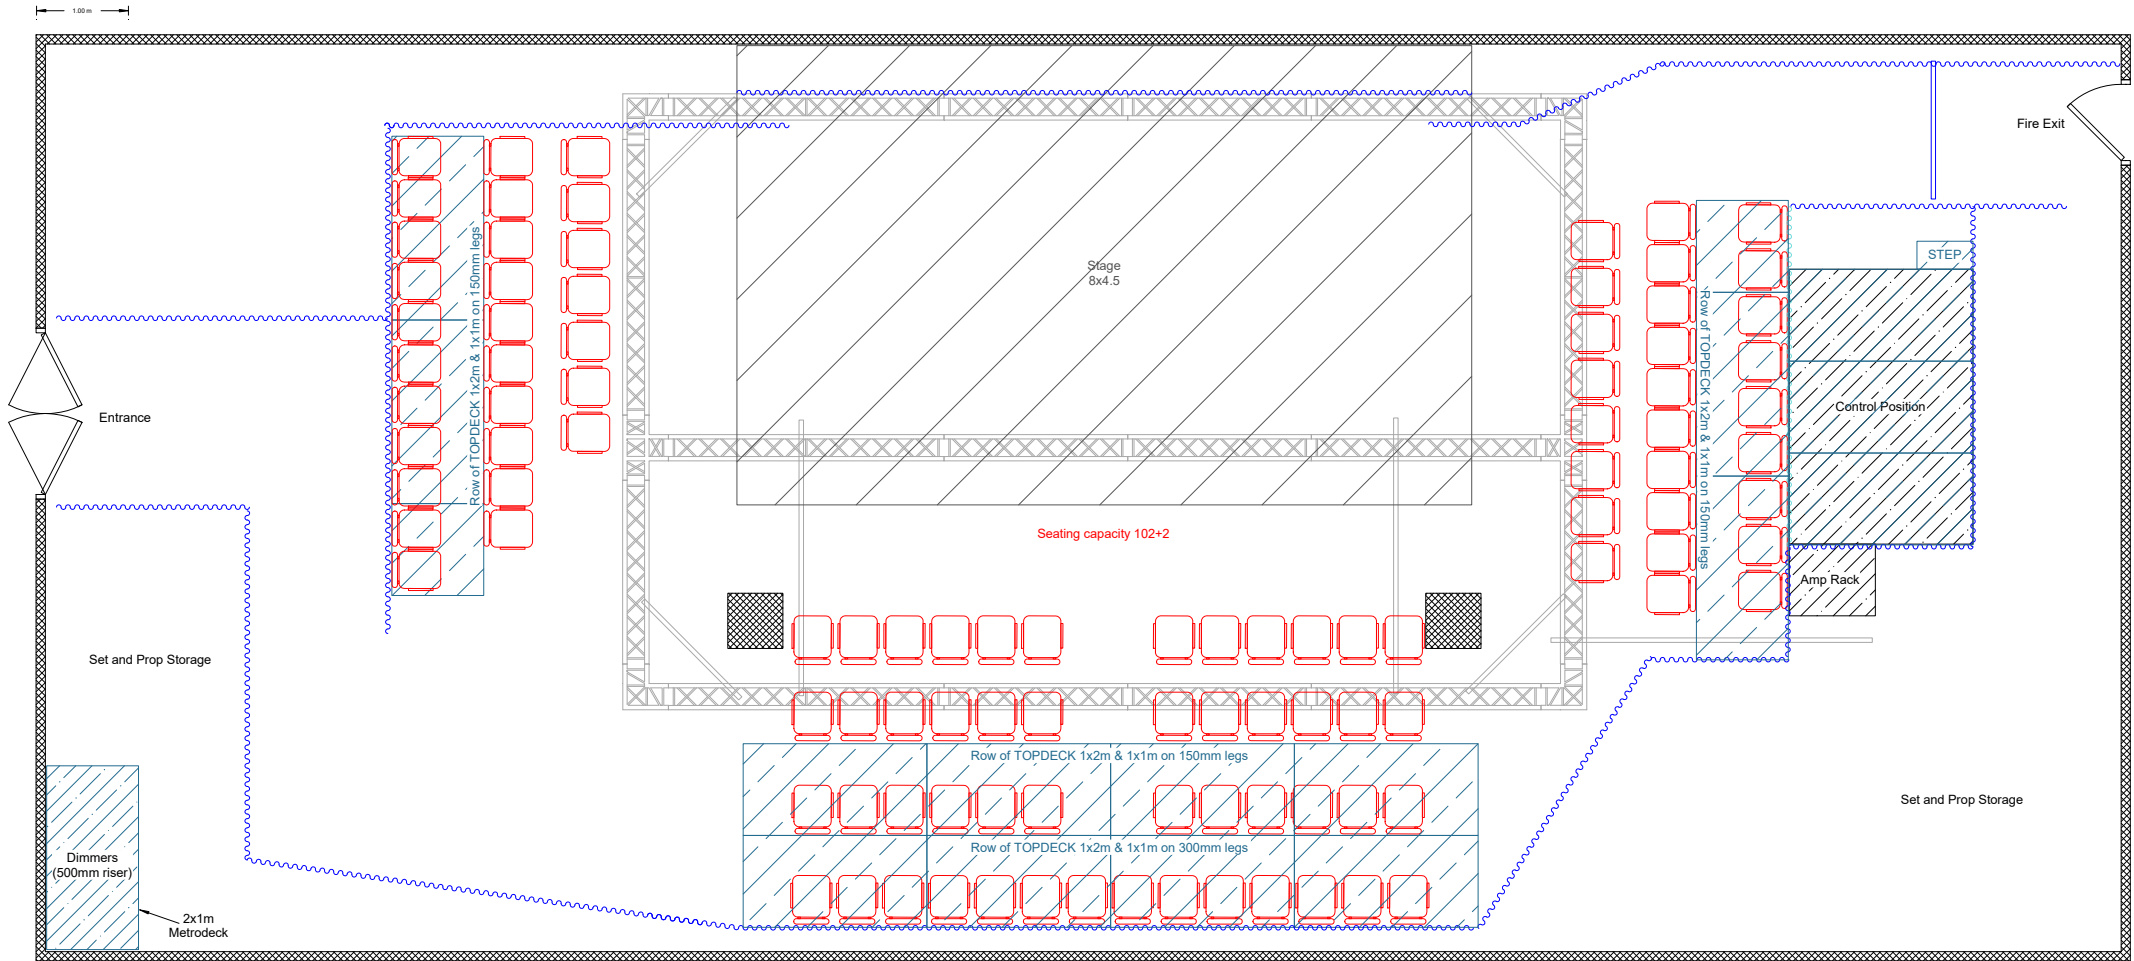 1.00 m
Fire Exit
STEP
Stage
8x4.5
Row of TOPDECK 1x2m & 1x1m on 150mm legs
Row of TOPDECK 1x2m & 1x1m on 150mm legs
Control Position
Entrance
Seating capacity 102+2
Amp Rack
Set and Prop Storage
Row of TOPDECK 1x2m & 1x1m on 150mm legs
Set and Prop Storage
Row of TOPDECK 1x2m & 1x1m on 300mm legs
Dimmers
(500mm riser)
2x1m
Metrodeck